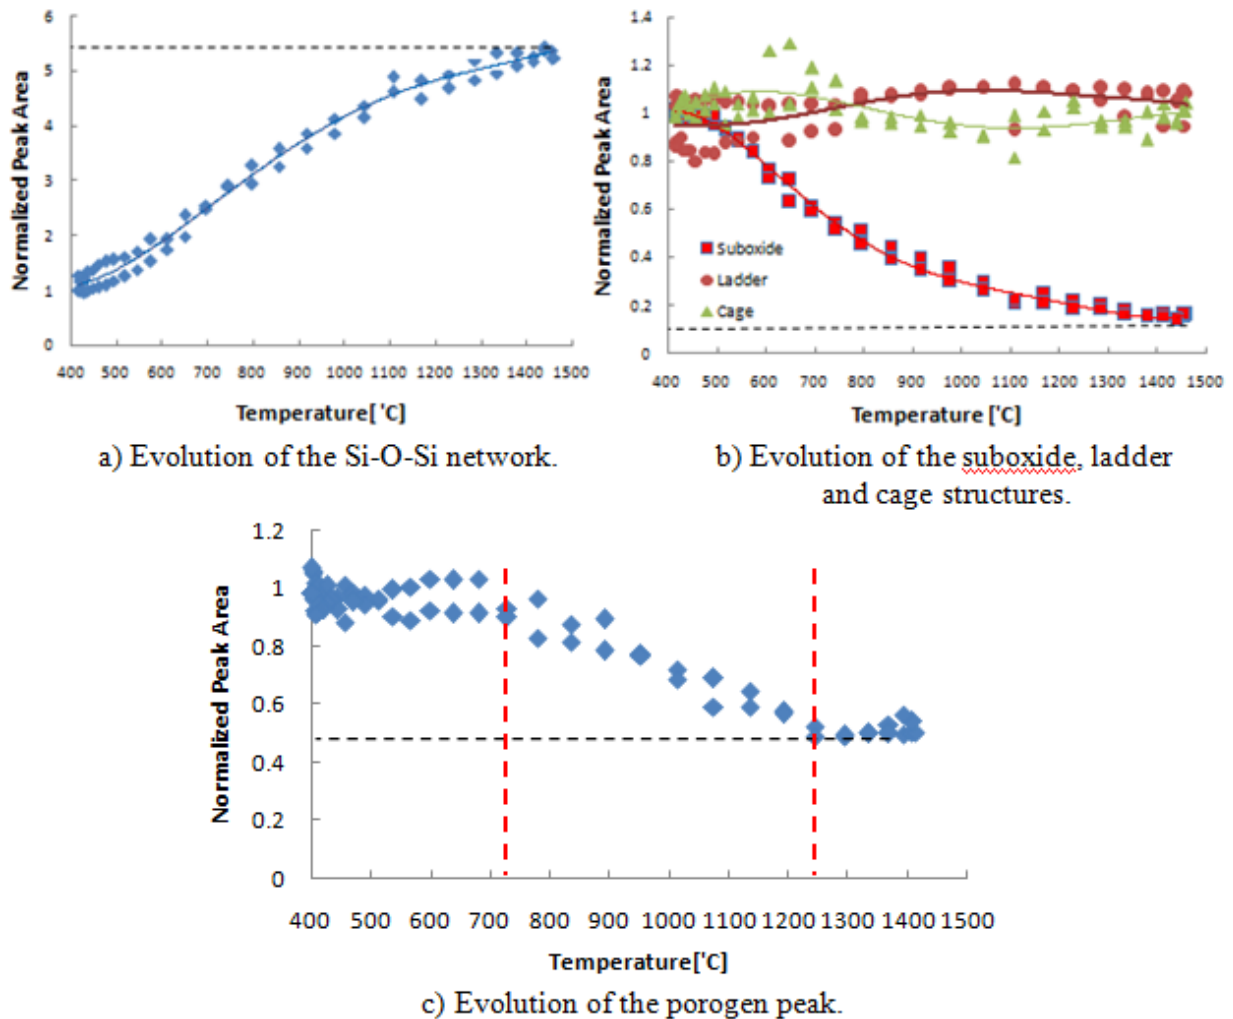 6
5
4
3
2
1
0
Normalized Peak Area
400 500 600 700 800 900 1000 1100 1200 1300 1400 1500
Temperature['C]
a) Evolution of the Si-O-Si network.
1.4
1.2
1
0.8
0.6
0.4
0.2
0
Normalized Peak Area
Suboxide
Ladder
Cage
400 500 600 700 800 900 1000 1100 1200 1300 1400 1500
Temperature ['C]
b) Evolution of the suboxide, ladder
and cage structures.
1.2
1
0.8
0.6
0.4
0.2
0
Normalized Peak Area
400 500 600 700 800 900 1000 1100 1200 1300 1400 1500
Temperature['C]
c) Evolution of the porogen peak.